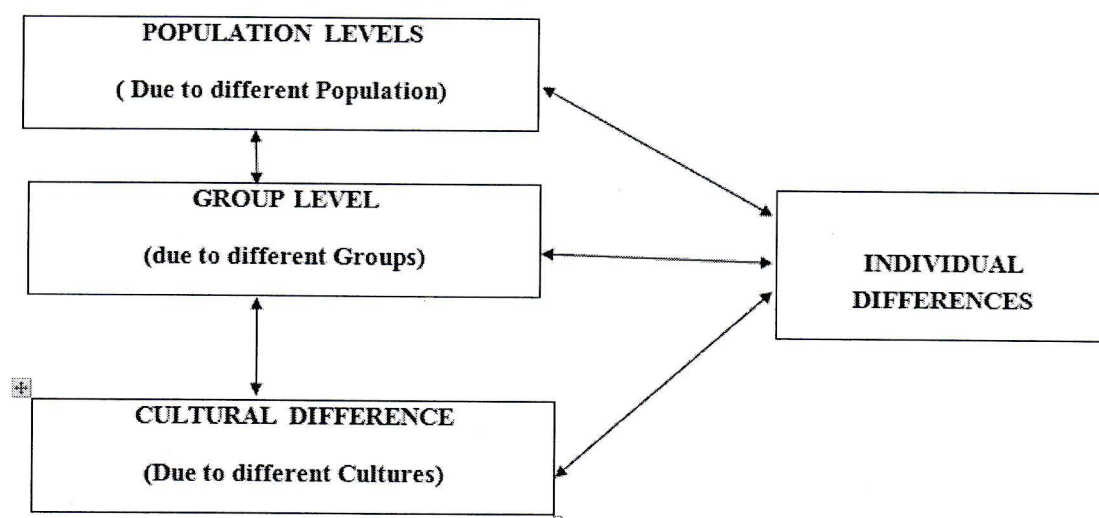 POPULATION LEVELS
( Due to different Population)
GROUP LEVEL
(due to different Groups)
INDIVIDUAL
DIFFERENCES
CULTURAL DIFFERENCE
(Due to different Cultures)